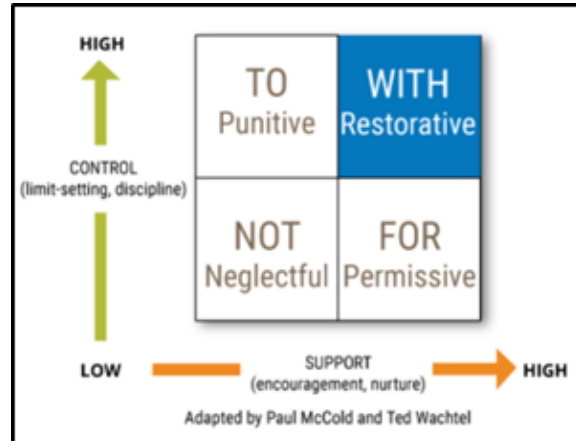 HIGH
TO
Punitive
WITH
Restorative
CONTROL
(limit-setting, discipline)
NOT
Neglectful
FOR
Permissive
LOW
SUPPORT
(encouragement, nurture)
HIGH
Adapted by Paul McCold and Ted Wachtel